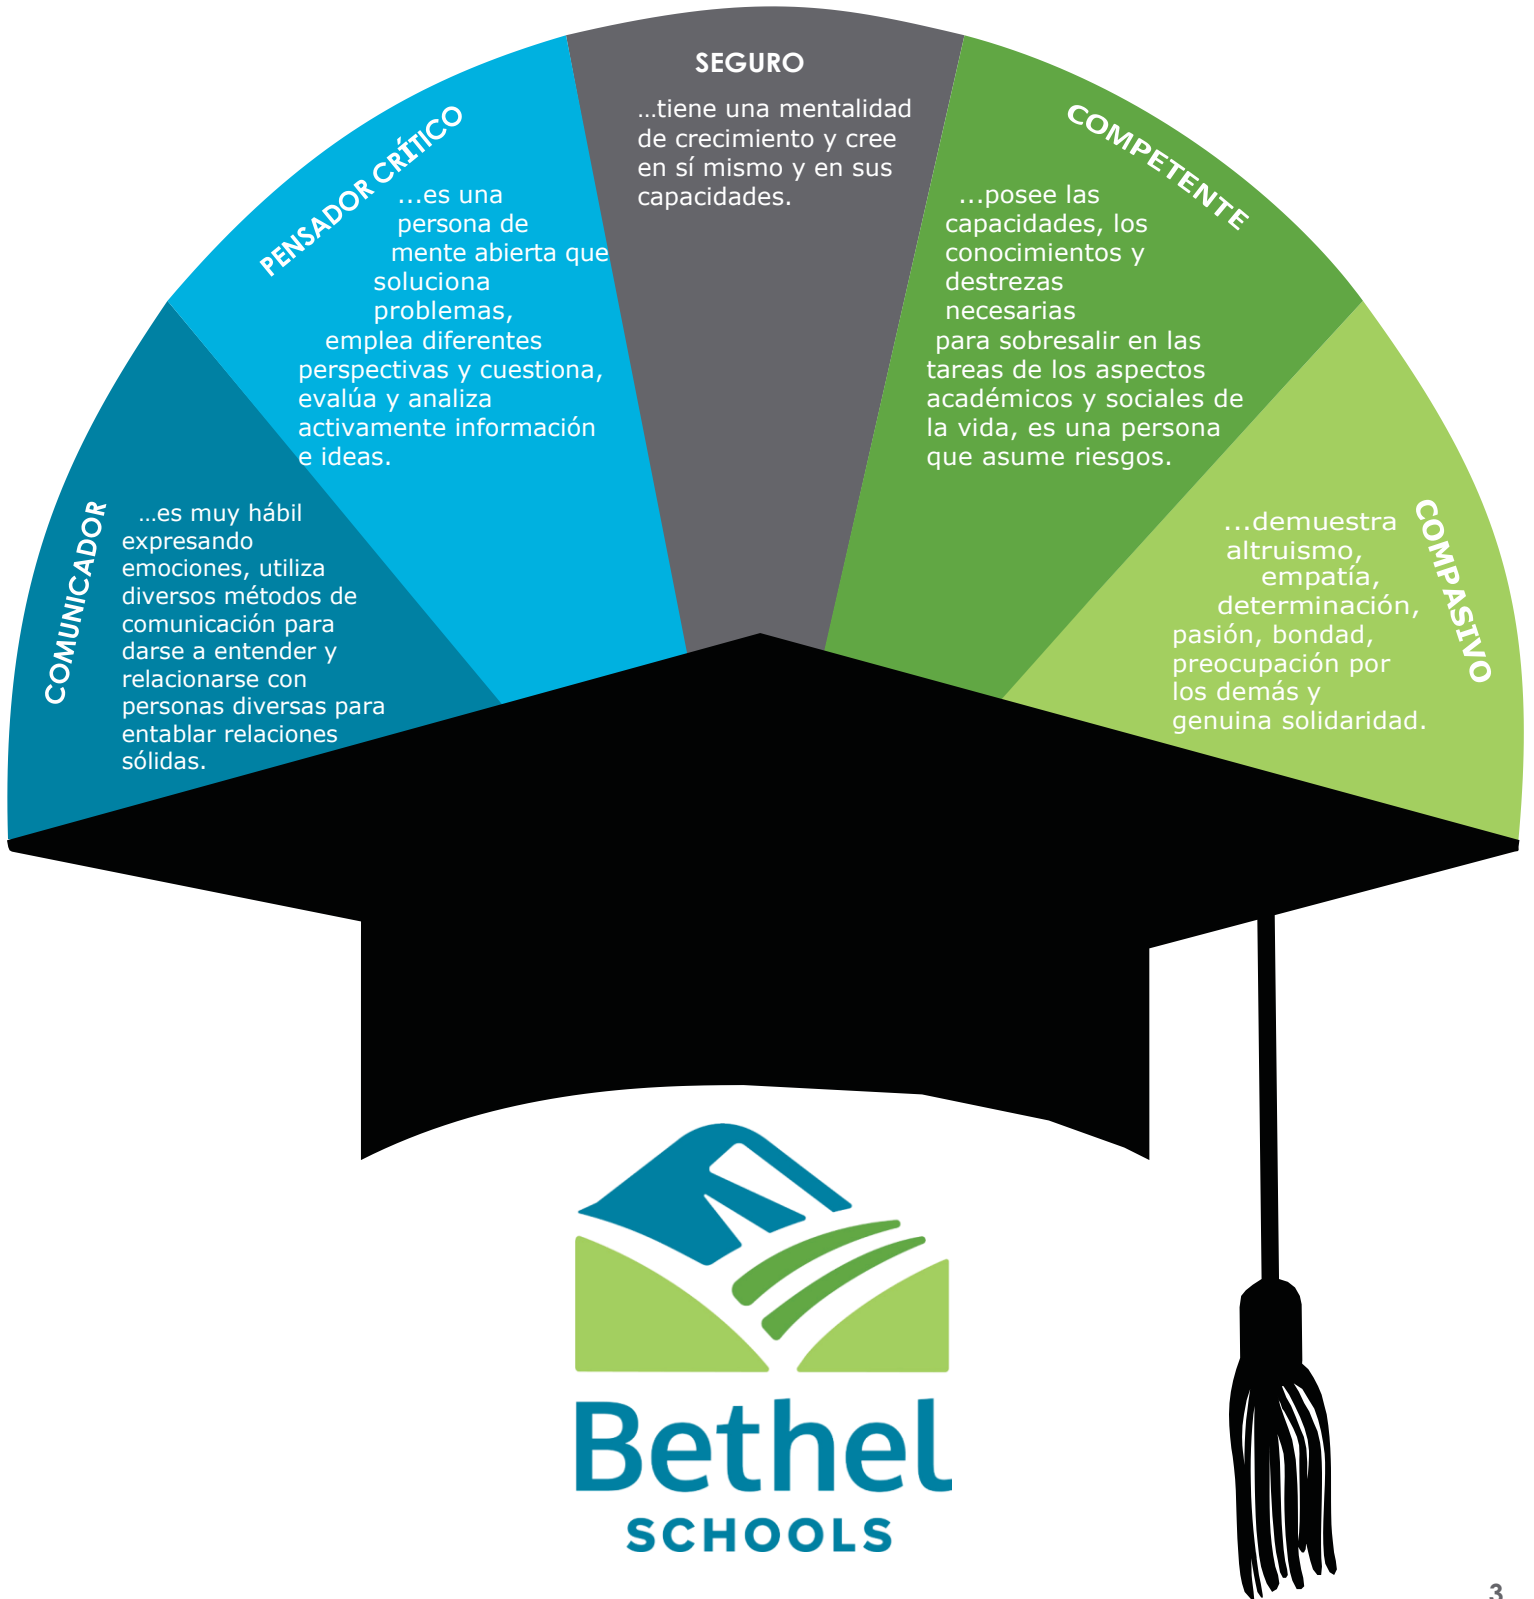 COMUNICADOR
...es muy hábil
expresando
emociones, utiliza
diversos métodos de
comunicación para
darse a entender y
relacionarse con
personas diversas para
entablar relaciones
sólidas.
PENSADOR CRÍTICO
...es una
persona de
mente abierta que
soluciona
problemas,
emplea diferentes
perspectivas y cuestiona,
evalúa y analiza
activamente información
e ideas.
SEGURO
...tiene una mentalidad
de crecimiento y cree
en sí mismo y en sus
capacidades.
COMPETENTE
...posee las
capacidades, los
conocimientos y
destrezas
necesarias
para sobresalir en las
tareas de los aspectos
académicos y sociales de
la vida, es una persona
que asume riesgos.
COMPASIVO
...demuestra
altruismo,
empatía,
determinación,
pasión, bondad,
preocupación por
los demás y
genuina solidaridad.
Bethel
SCHOOLS
3